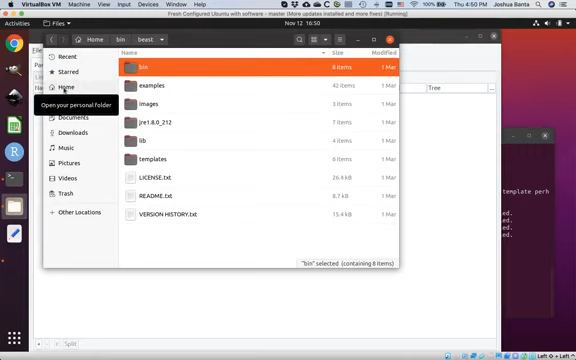 VirtualBox VM Machine View Input Devices Window Help 100% Thu 4:50 PM Joshua Banta
Fresh Configured Ubuntu with software - master (More updates installed and more fixes) [Running]
Activities Files Nov 12 16:50
Home bin beast
Recent
Starred
Home
Open your personal folder
Documents
Downloads
Music
Pictures
Videos
Trash
Other Locations
Name Size Modified
bin 8 items 1 Mar
examples 42 items 1 Mar
images 3 items 1 Mar
jre1.8.0_212 7 items 1 Mar
lib 4 items 1 Mar
templates 6 items 1 Mar
LICENSE.txt 26.4 kB 1 Mar
README.txt 8.7 kB 1 Mar
VERSION HISTORY.txt 15.4 kB 1 Mar
"bin" selected (containing 8 items)
Tree ...
template perh
ed.
ed.
ed.
ed.
Split
Left